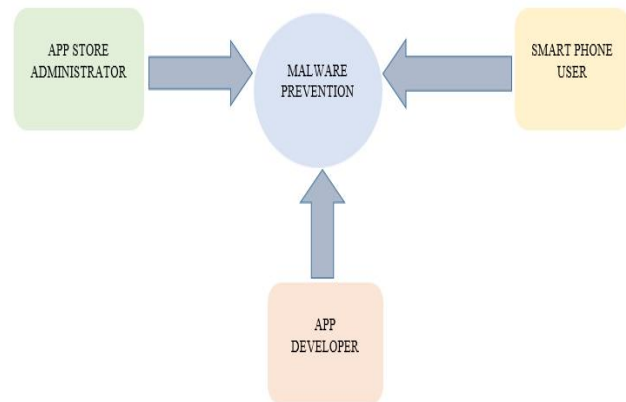 APP STORE
ADMINISTRATOR
MALWARE
PREVENTION
SMART PHONE
USER
APP
DEVELOPER